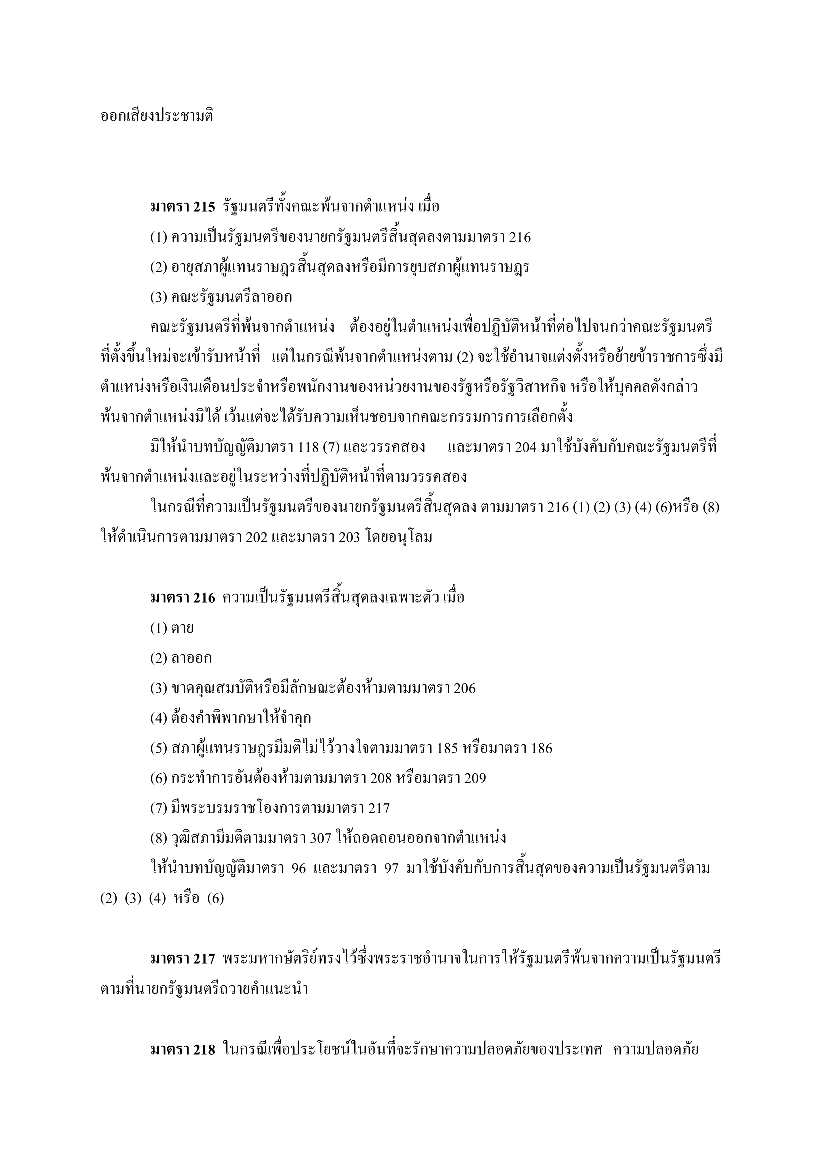 ออกเสียงประชามติ
มาตรา 215 รัฐมนตรีทั้งคณะพ้นจากตำแหน่ง เมื่อ
(1) ความเป็นรัฐมนตรีของนายกรัฐมนตรีสิ้นสุดลงตามมาตรา 216
(2) อายุสภาผู้แทนราษฎรสิ้นสุดลงหรือมีการยุบสภาผู้แทนราษฎร
(3) คณะรัฐมนตรีลาออก
คณะรัฐมนตรีที่พ้นจากตำแหน่ง ต้องอยู่ในตำแหน่งเพื่อปฏิบัติหน้าที่ต่อไปจนกว่าคณะรัฐมนตรี
ที่ตั้งขึ้นใหม่จะเข้ารับหน้าที่ แต่ในกรณีพ้นจากตำแหน่งตาม (2) จะใช้อำนาจแต่งตั้งหรือย้ายข้าราชการซึ่งมี
ตำแหน่งหรือเงินเดือนประจำหรือพนักงานของหน่วยงานของรัฐหรือรัฐวิสาหกิจ หรือให้บุคคลดังกล่าว
พ้นจากตำแหน่งมิได้ เว้นแต่จะได้รับความเห็นชอบจากคณะกรรมการการเลือกตั้ง
มิให้นำบทบัญญัติมาตรา 118 (7) และวรรคสอง และมาตรา 204 มาใช้บังคับกับคณะรัฐมนตรีที่
พ้นจากตำแหน่งและอยู่ในระหว่างที่ปฏิบัติหน้าที่ตามวรรคสอง
ในกรณีที่ความเป็นรัฐมนตรีของนายกรัฐมนตรีสิ้นสุดลง ตามมาตรา 216 (1) (2) (3) (4) (6)หรือ (8)
ให้ดำเนินการตามมาตรา 202 และมาตรา 203 โดยอนุโลม
มาตรา 216 ความเป็นรัฐมนตรีสิ้นสุดลงเฉพาะตัว เมื่อ
(1) ตาย
(2) ลาออก
(3) ขาดคุณสมบัติหรือมีลักษณะต้องห้ามตามมาตรา 206
(4) ต้องคำพิพากษาให้จำคุก
(5) สภาผู้แทนราษฎรมีมติไม่ไว้วางใจตามมาตรา 185 หรือมาตรา 186
(6) กระทำการอันต้องห้ามตามมาตรา 208 หรือมาตรา 209
(7) มีพระบรมราชโองการตามมาตรา 217
(8) วุฒิสภามีมติตามมาตรา 307 ให้ถอดถอนออกจากตำแหน่ง
ให้นำบทบัญญัติมาตรา 96 และมาตรา 97 มาใช้บังคับกับการสิ้นสุดของความเป็นรัฐมนตรีตาม
(2) (3) (4) หรือ (6)
มาตรา 217 พระมหากษัตริย์ทรงไว้ซึ่งพระราชอำนาจในการให้รัฐมนตรีพ้นจากความเป็นรัฐมนตรี
ตามที่นายกรัฐมนตรีถวายคำแนะนำ
มาตรา 218 ในกรณีเพื่อประโยชน์ในอันที่จะรักษาความปลอดภัยของประเทศ ความปลอดภัย